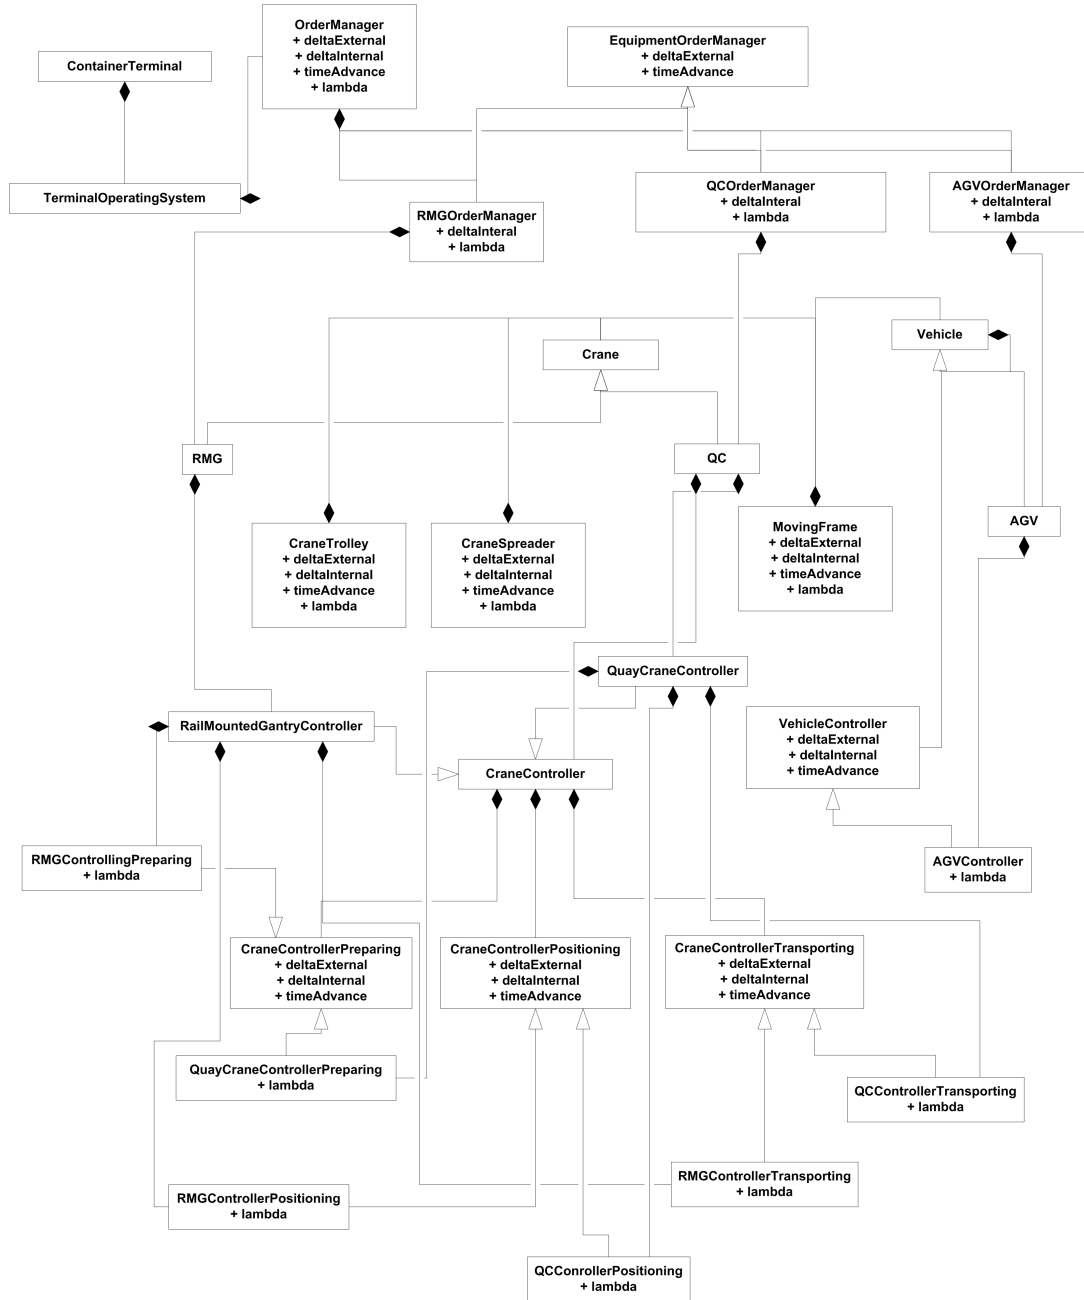 OrderManager
+ deltaExternal
+ deltaInternal
+ timeAdvance
+ lambda
EquipmentOrderManager
+ deltaExternal
+ timeAdvance
ContainerTerminal
TerminalOperatingSystem
QCOrderManager
+ deltaInteral
+ lambda
AGVOrderManager
+ deltaInteral
+ lambda
RMGOrderManager
+ deltaInteral
+ lambda
Vehicle
Crane
RMG
QC
AGV
CraneTrolley
+ deltaExternal
+ deltaInternal
+ timeAdvance
+ lambda
CraneSpreader
+ deltaExternal
+ deltaInternal
+ timeAdvance
+ lambda
MovingFrame
+ deltaExternal
+ deltaInternal
+ timeAdvance
+ lambda
QuayCraneController
RailMountedGantryController
VehicleController
+ deltaExternal
+ deltaInternal
+ timeAdvance
CraneController
RMGControllingPreparing
+ lambda
AGVController
+ lambda
CraneControllerPreparing
+ deltaExternal
+ deltaInternal
+ timeAdvance
CraneControllerPositioning
+ deltaExternal
+ deltaInternal
+ timeAdvance
CraneControllerTransporting
+ deltaExternal
+ deltaInternal
+ timeAdvance
QuayCraneControllerPreparing
+ lambda
QCControllerTransporting
+ lambda
RMGControllerTransporting
+ lambda
RMGControllerPositioning
+ lambda
QCConrollerPositioning
+ lambda